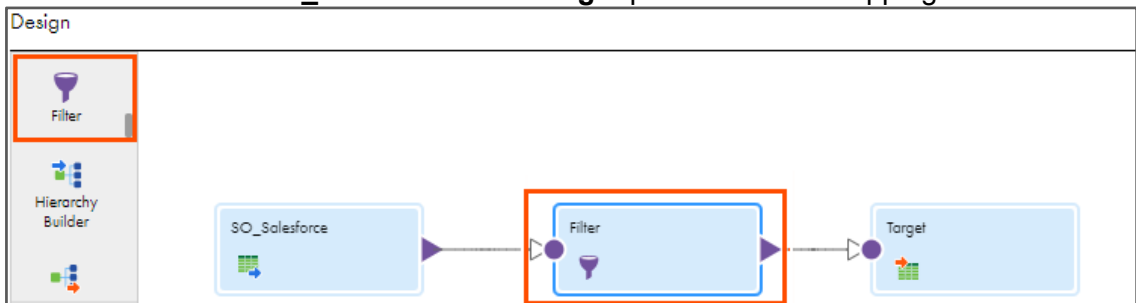 Design
Filter
Hierarchy
Builder
SO_Salesforce
Filter
Target